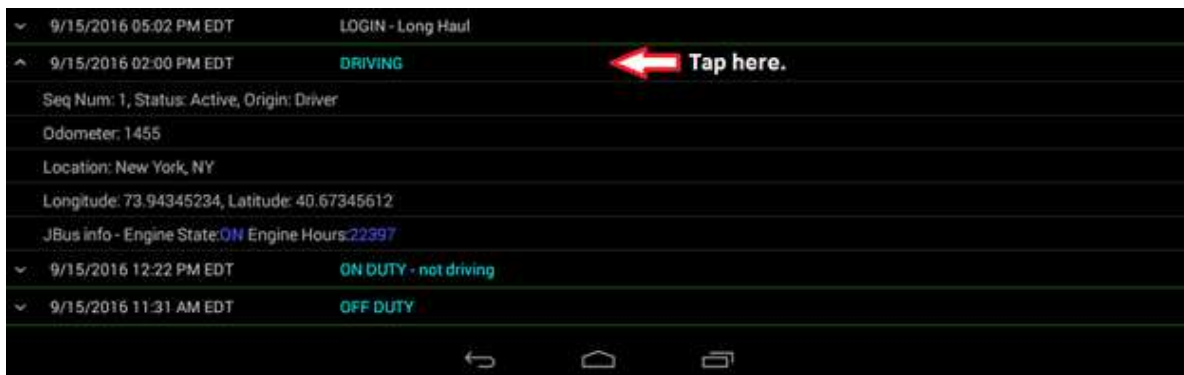 9/15/2016 05:02 PM EDT LOGIN - Long Haul
9/15/2016 02:00 PM EDT DRIVING Tap here.
Seq Num: 1, Status: Active, Origin: Driver
Odometer: 1455
Location: New York, NY
Longitude: 73.94345234, Latitude: 40.67345612
JBus info - Engine State:ON Engine Hours:22397
9/15/2016 12:22 PM EDT ON DUTY - not driving
9/15/2016 11:31 AM EDT OFF DUTY